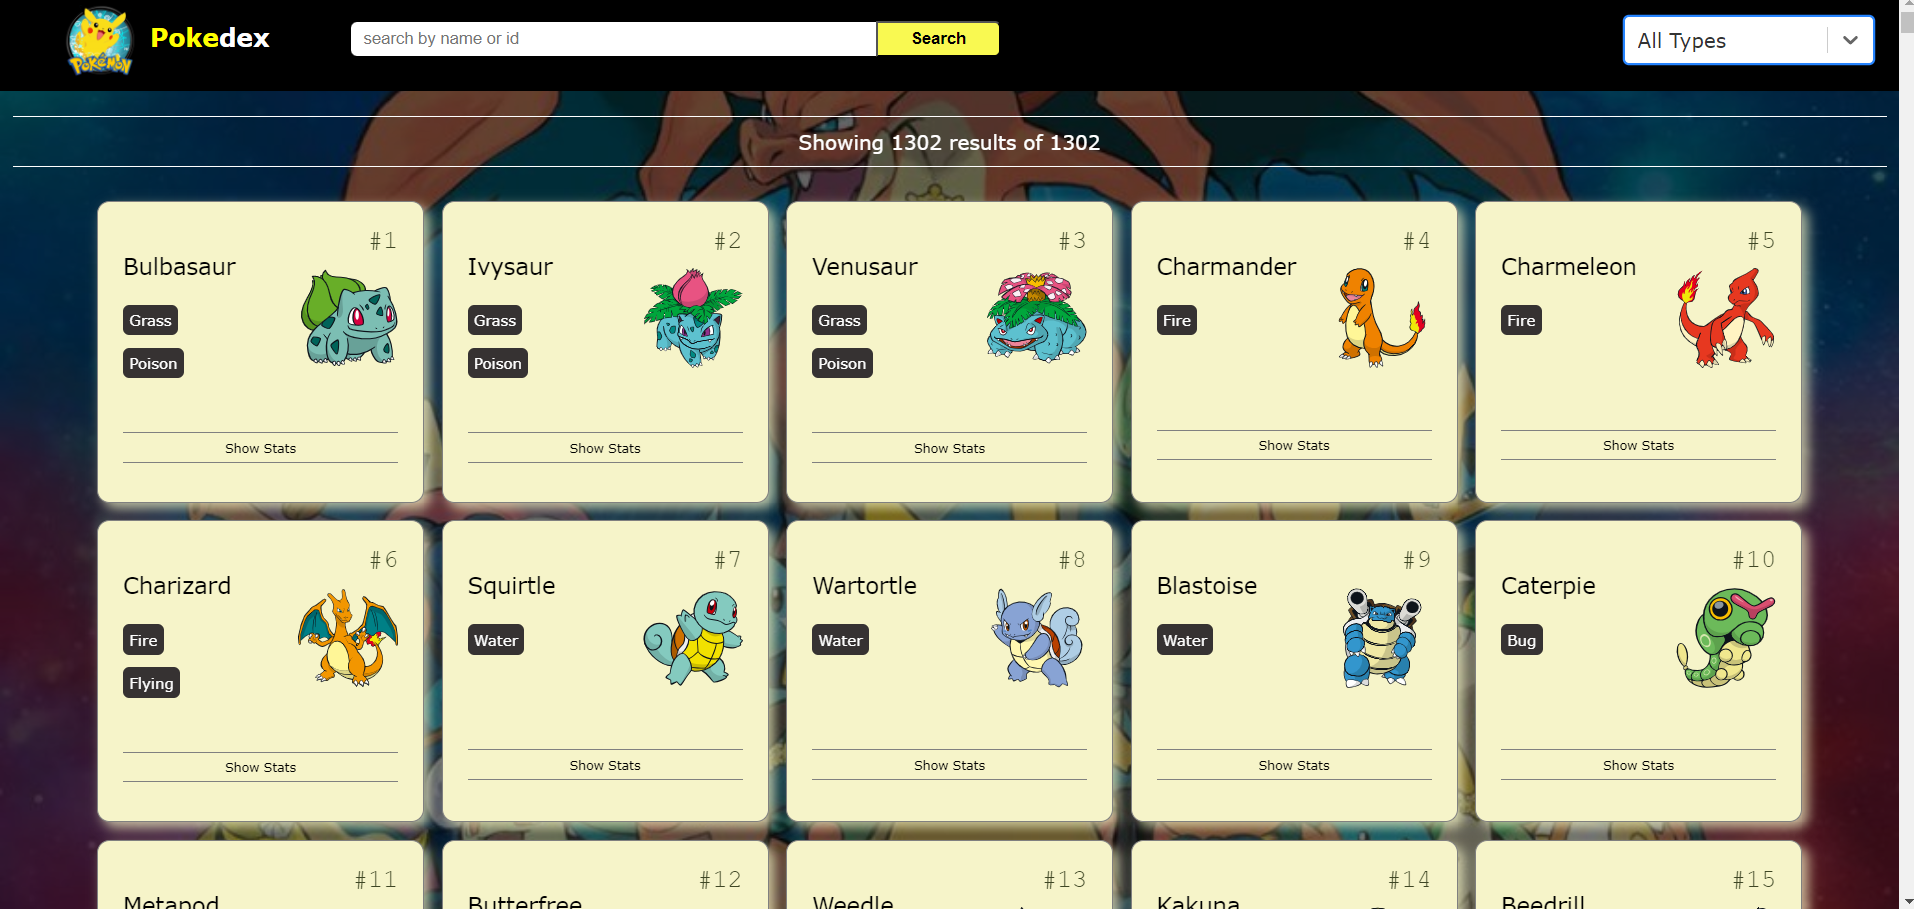 Pokémon
Pokedex
search by name or id
Search
All Types
Showing 1302 results of 1302
#1
Bulbasaur
Grass
Poison
Show Stats
#2
Ivysaur
Grass
Poison
Show Stats
#3
Venusaur
Grass
Poison
Show Stats
#4
Charmander
Fire
Show Stats
#5
Charmeleon
Fire
Show Stats
#6
Charizard
Fire
Flying
Show Stats
#7
Squirtle
Water
Show Stats
#8
Wartortle
Water
Show Stats
#9
Blastoise
Water
Show Stats
#10
Caterpie
Bug
Show Stats
#11
Metapod
#12
Butterfree
#13
Weedle
#14
Kakuna
#15
Beedrill